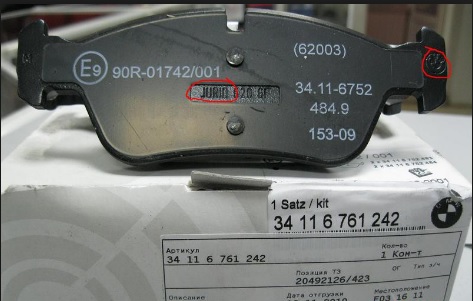 (62003)
E9 90R-01742/001
JURID
34.11-6752
484.9
153-09
1 Satz / kit
34 11 6 761 242
Артикул
34 11 6 761 242
Кол-во
1 Ком-т
Позиция ТЗ
20492126/423
ОГ
Тип а/м
Описание
Дата отгрузки
Местоположение
F03 16 11